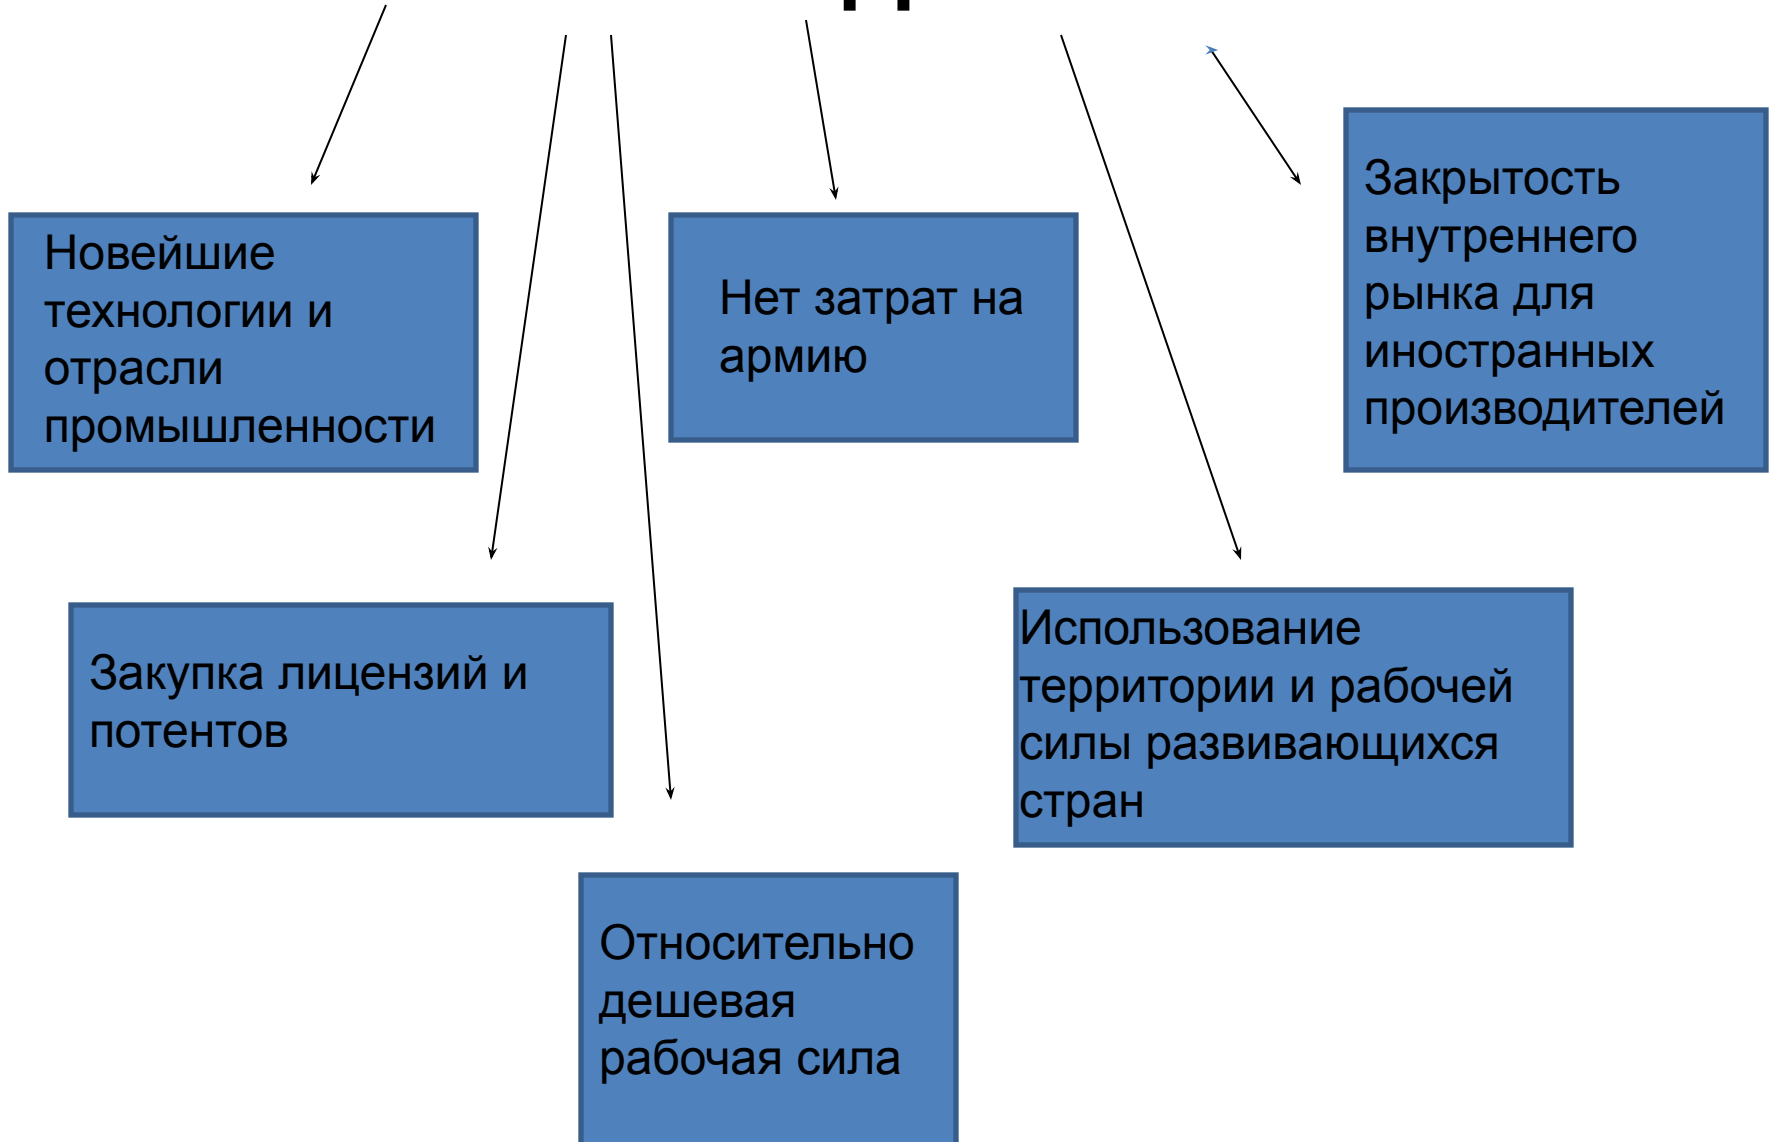 Новейшие
технологии и
отрасли
промышленности
Нет затрат на
армию
Закрытость
внутреннего
рынка для
иностранных
производителей
Закупка лицензий и
потентов
Использование
территории и рабочей
силы развивающихся
стран
Относительно
дешевая
рабочая сила